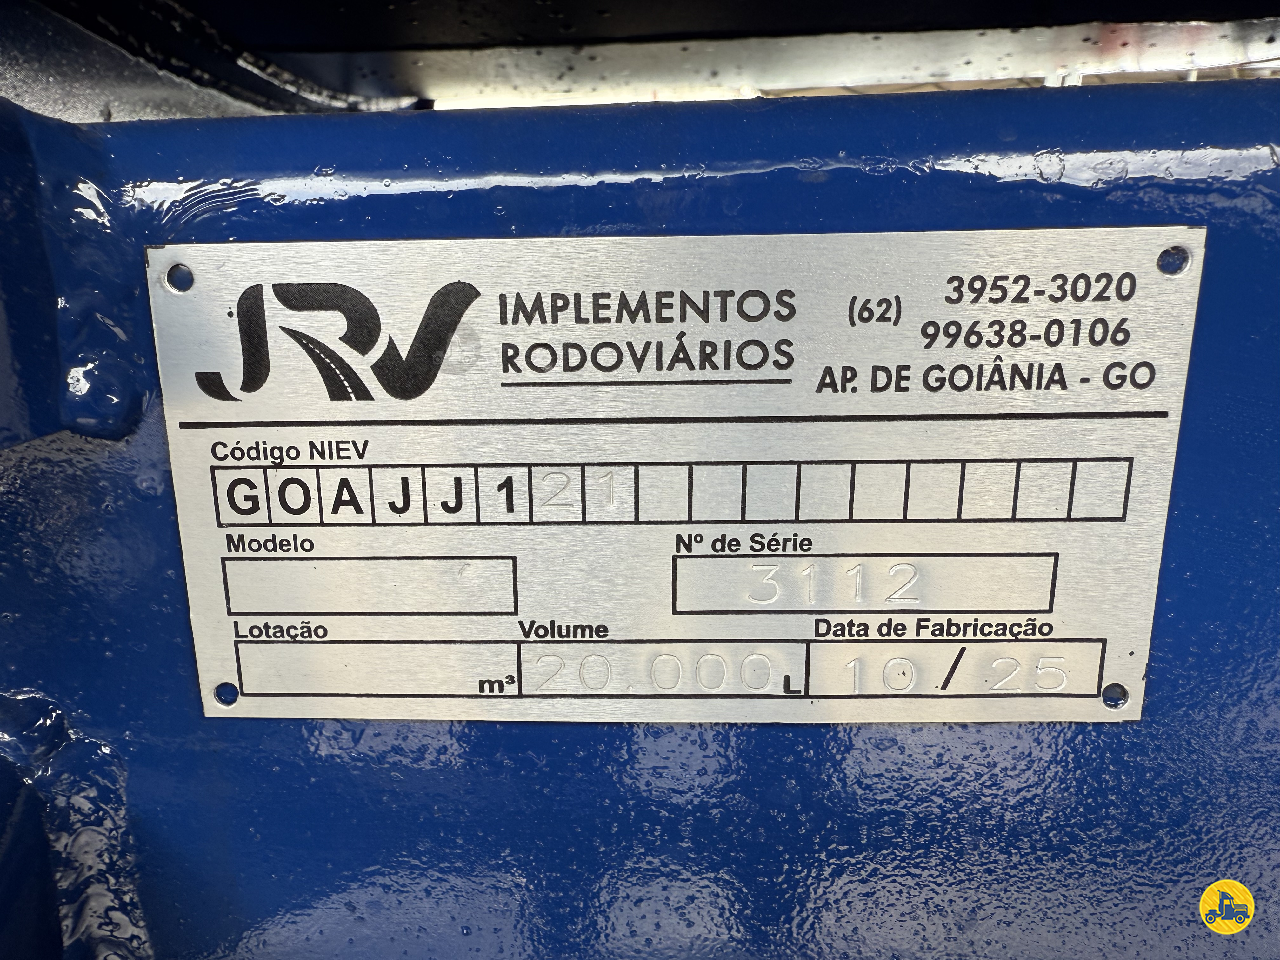 JRV
IMPLEMENTOS
RODOVIÁRIOS
(62) 3952-3020
99638-0106
AP. DE GOIÂNIA - GO
Código NIEV
GOAJJ121
Modelo
Nº de Série
3112
Lotação
m³
Volume
20.000 L
Data de Fabricação
10/25